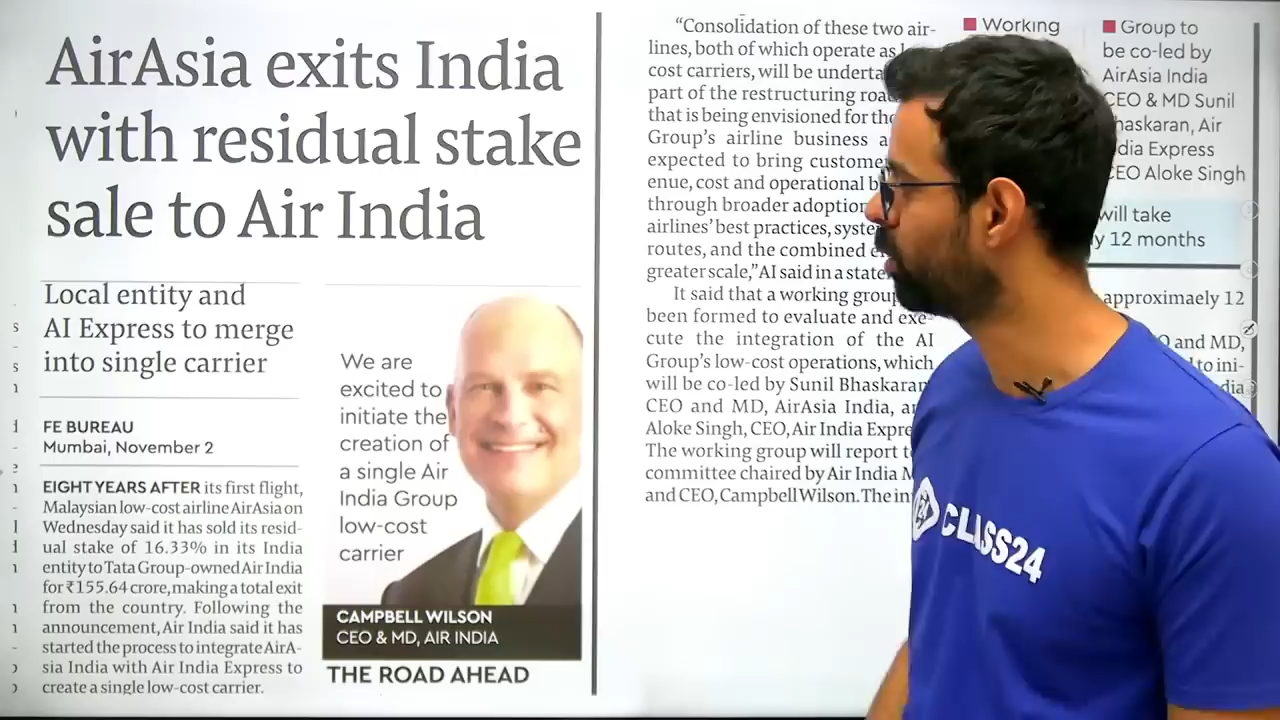 AirAsia exits India
with residual stake
sale to Air India
Local entity and
AI Express to merge
into single carrier
FE BUREAU
Mumbai, November 2
EIGHT YEARS AFTER its first flight,
Malaysian low-cost airline AirAsia on
Wednesday said it has sold its resid-
ual stake of 16.33% in its India
entity to Tata Group-owned Air India
for ₹155.64 crore, making a total exit
from the country. Following the
announcement, Air India said it has
started the process to integrate AirA-
sia India with Air India Express to
create a single low-cost carrier.
We are
excited to
initiate the
creation of
a single Air
India Group
low-cost
carrier
CAMPBELL WILSON
CEO & MD, AIR INDIA
THE ROAD AHEAD
“Consolidation of these two air-
lines, both of which operate as
cost carriers, will be
part of the restructuring
that is being envisioned for
Group’s airline business
expected to bring
cost and operational
through broader adoption
airlines’ best practices,
routes, and the combined
greater scale,” AI said in a
It said that a working group
been formed to evaluate and exe-
cute the integration of the AI
Group’s low-cost operations, which
will be co-led by Sunil Bhaskaran
CEO and MD, AirAsia India,
Aloke Singh, CEO, Air India
The working group will report
committee chaired by Air India
and CEO, Campbell Wilson. The
Working
Group to
be co-led by
AirAsia India
CEO & MD Sunil
Air
Express
CEO Aloke Singh
will take
12 months
approximaely 12
and MD,
to ini-
CLASS24